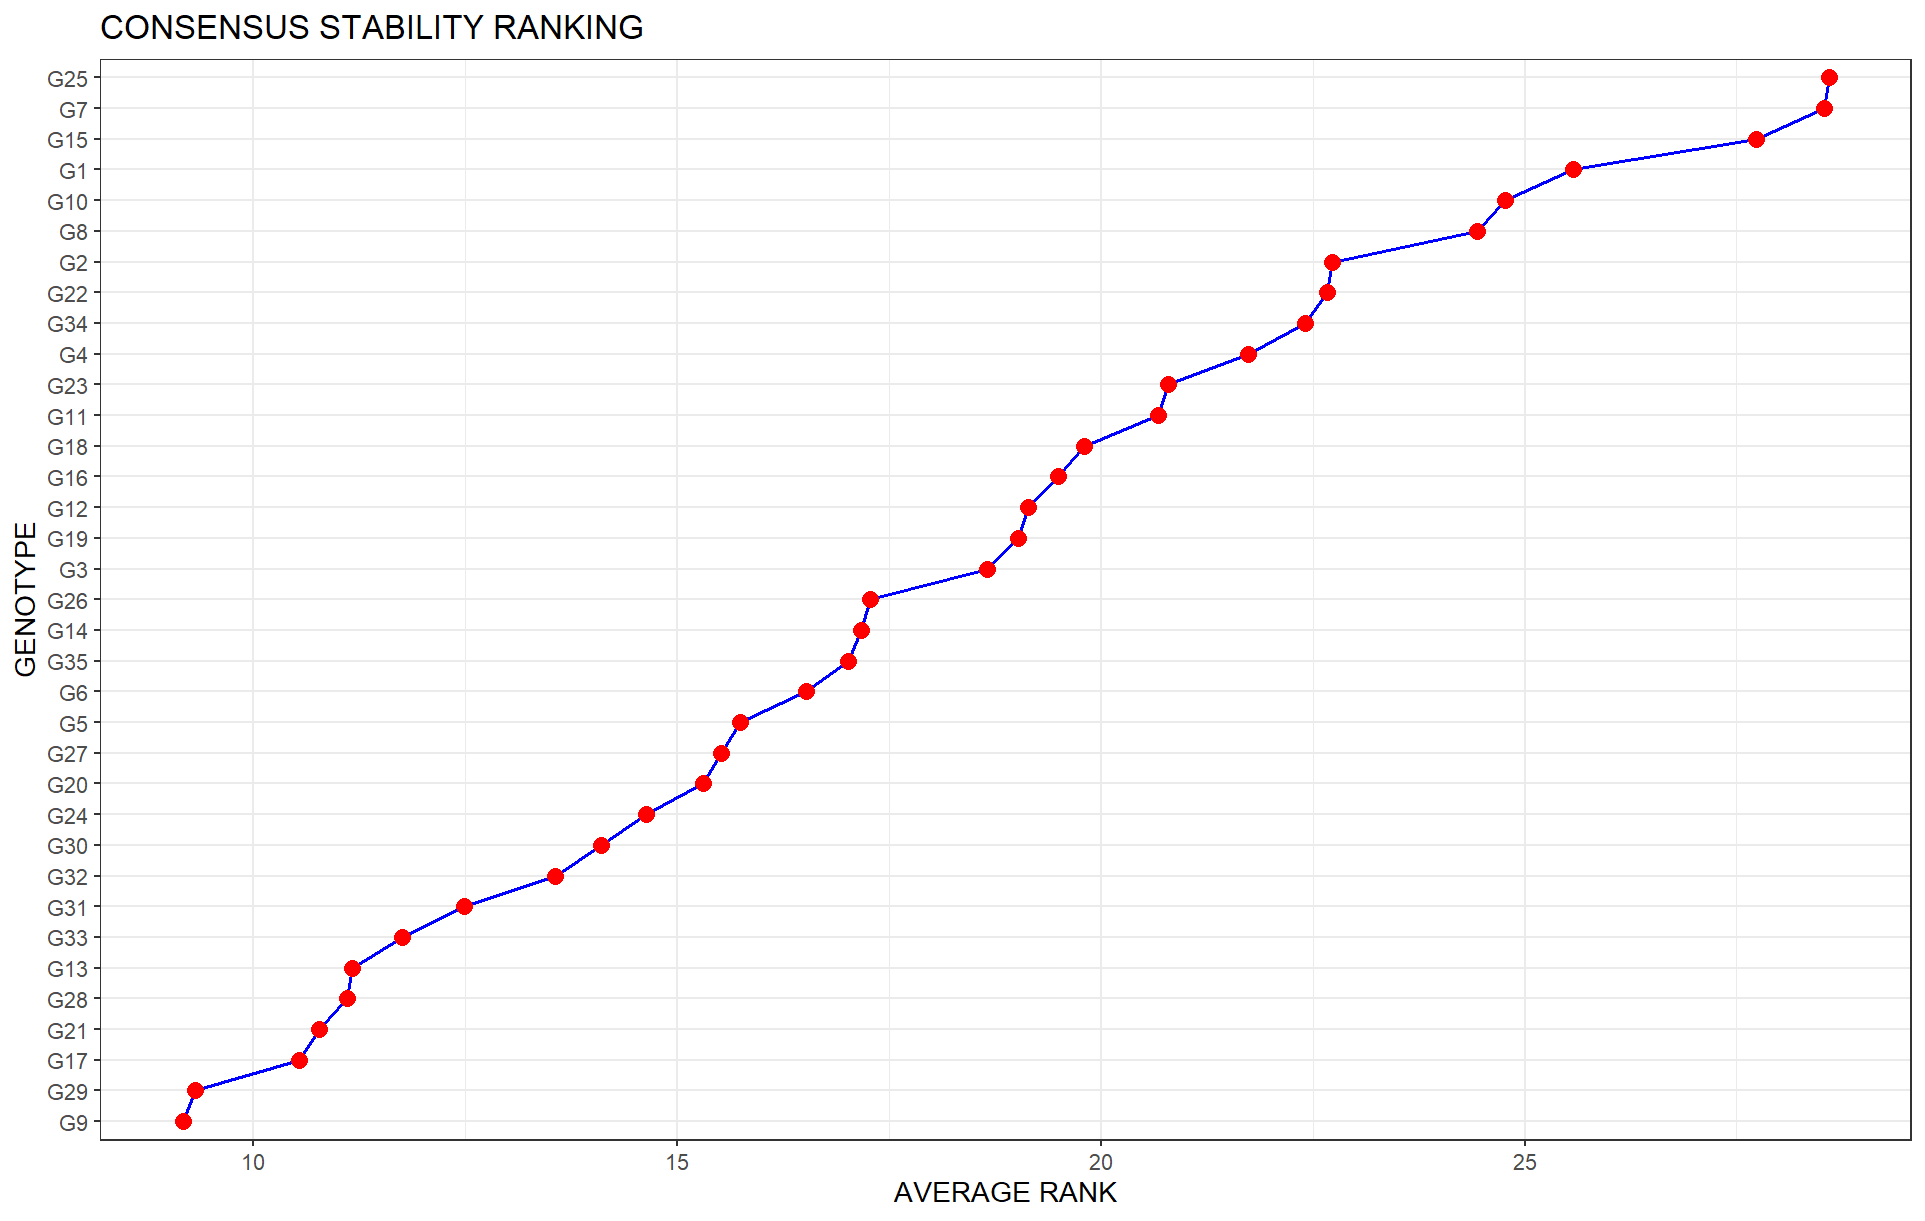 CONSENSUS STABILITY RANKING
G25
G7
G15
G1
G10
G8
G2
G22
G34
G4
G23
G11
G18
G16
G12
G19
G3
G26
G14
G35
G6
G5
G27
G20
G24
G30
G32
G31
G33
G13
G28
G21
G17
G29
G9
GENOTYPE
10 15 20 25
AVERAGE RANK